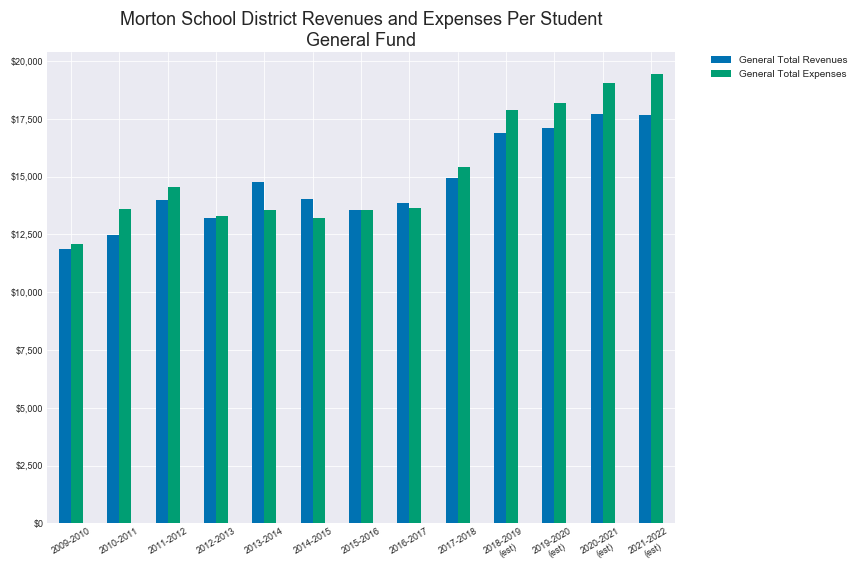 Morton School District Revenues and Expenses Per Student
General Fund
General Total Revenues
General Total Expenses
$20,000
$17,500
$15,000
$12,500
$10,000
$7,500
$5,000
$2,500
$0
2009-2010
2010-2011
2011-2012
2012-2013
2013-2014
2014-2015
2015-2016
2016-2017
2017-2018
2018-2019
(est)
2019-2020
(est)
2020-2021
(est)
2021-2022
(est)